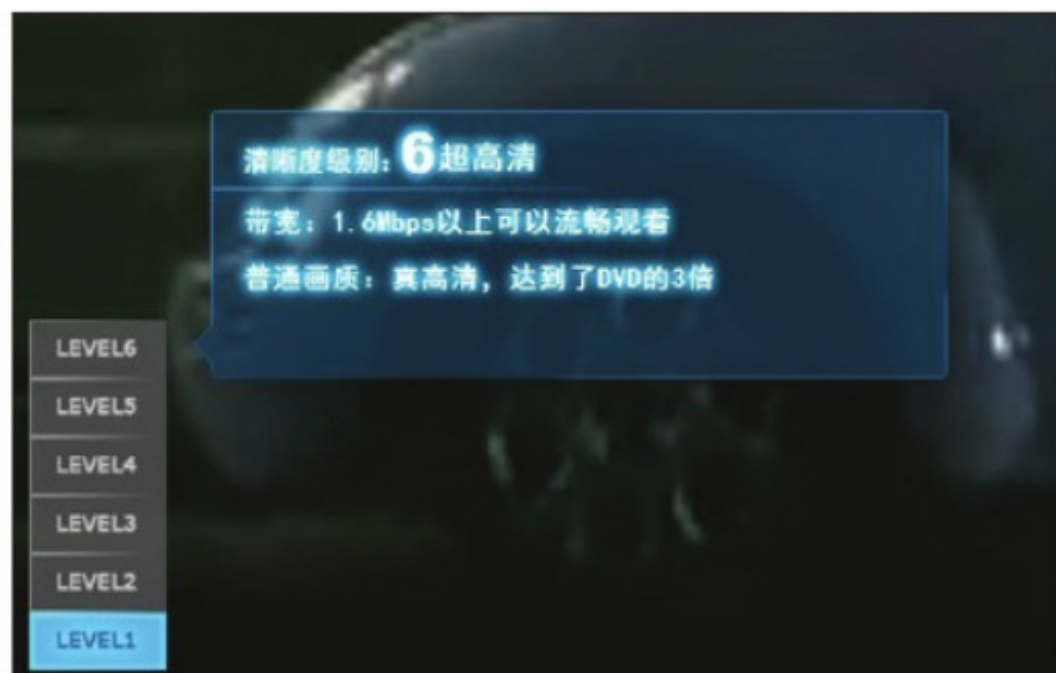 清晰度级别：6超高清
带宽：1.6Mbps以上可以流畅观看
普通画质：真高清，达到了DVD的3倍
LEVEL6
LEVEL5
LEVEL4
LEVEL3
LEVEL2
LEVEL1